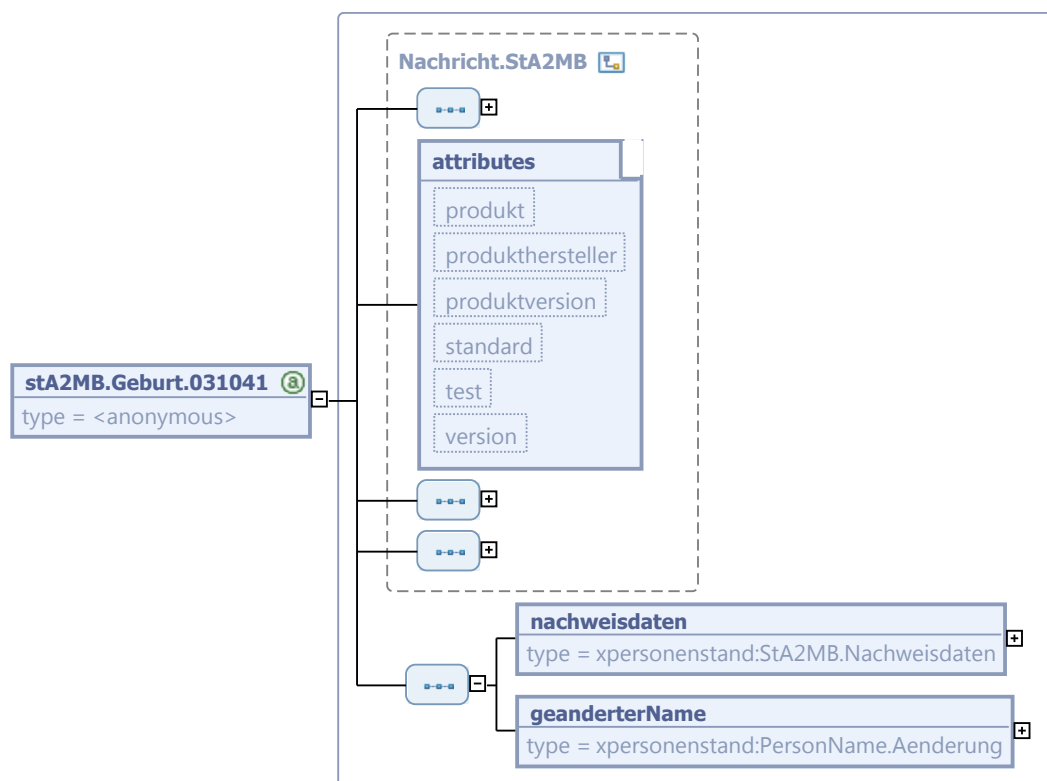 Nachricht.StA2MB
attributes
produkt
produkthersteller
produktversion
standard
test
version
stA2MB.Geburt.031041 a
type = <anonymous>
nachweisdaten
type = xpersonenstand:StA2MB.Nachweisdaten
geanderterName
type = xpersonenstand:PersonName.Aenderung